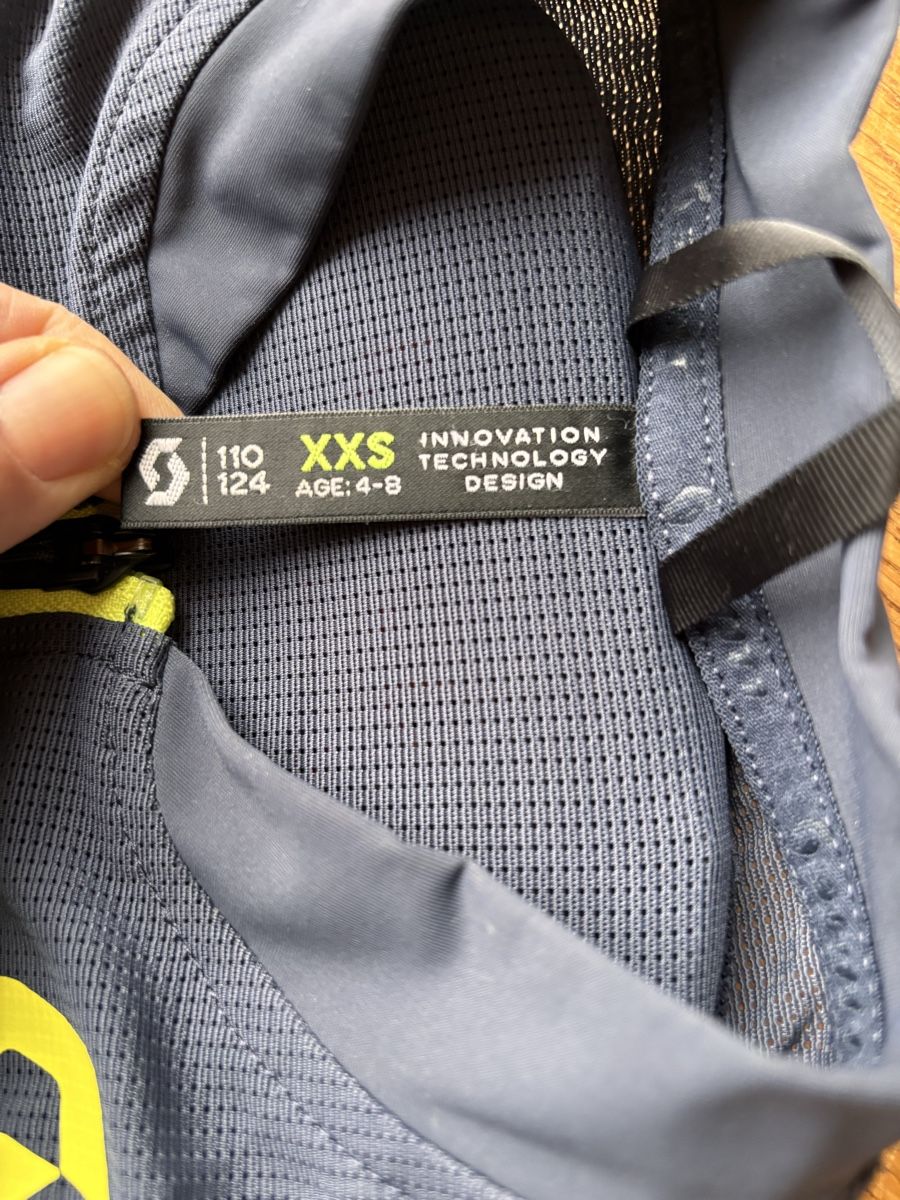 110
124
XXS
AGE: 4-8
INNOVATION
TECHNOLOGY
DESIGN